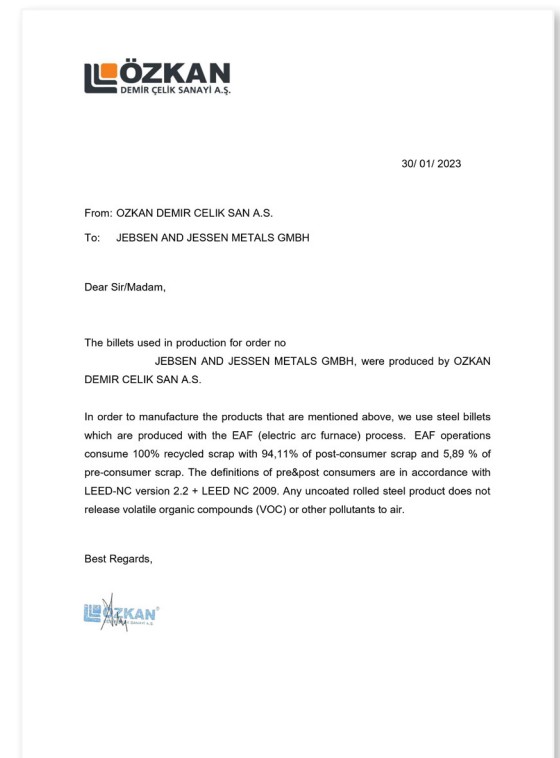 ÖZKAN
DEMİR ÇELİK SANAYİ A.Ş.
30/ 01/ 2023
From: OZKAN DEMIR CELIK SAN A.S.
To: JEBSEN AND JESSEN METALS GMBH
Dear Sir/Madam,
The billets used in production for order no
JEBSEN AND JESSEN METALS GMBH, were produced by OZKAN
DEMIR CELIK SAN A.S.
In order to manufacture the products that are mentioned above, we use steel billets
which are produced with the EAF (electric arc furnace) process. EAF operations
consume 100% recycled scrap with 94,11% of post-consumer scrap and 5,89 % of
pre-consumer scrap. The definitions of pre&post consumers are in accordance with
LEED-NC version 2.2 + LEED NC 2009. Any uncoated rolled steel product does not
release volatile organic compounds (VOC) or other pollutants to air.
Best Regards,
ÖZKAN